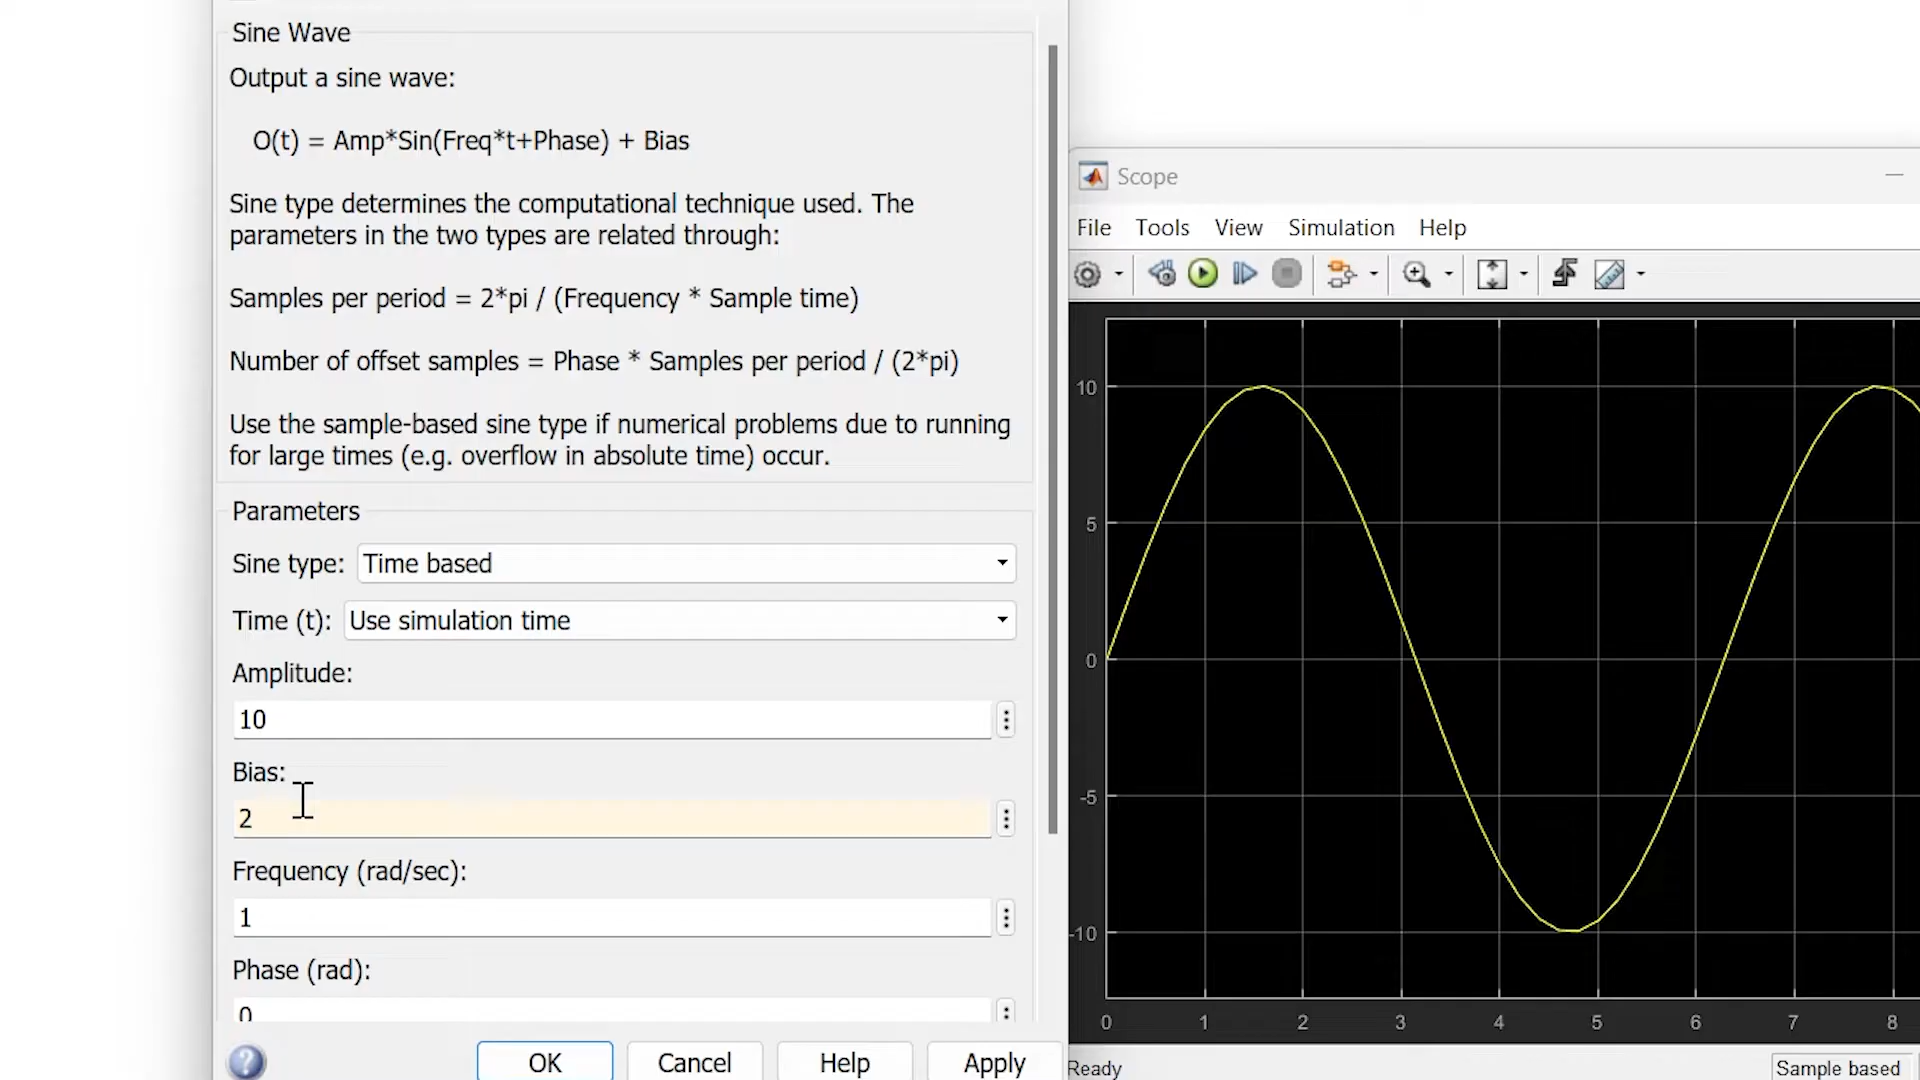 Sine Wave
Output a sine wave:
O(t) = Amp*Sin(Freq*t+Phase) + Bias
Sine type determines the computational technique used. The
parameters in the two types are related through:
Samples per period = 2*pi / (Frequency * Sample time)
Number of offset samples = Phase * Samples per period / (2*pi)
Use the sample-based sine type if numerical problems due to running
for large times (e.g. overflow in absolute time) occur.
Parameters
Sine type: Time based
Time (t): Use simulation time
Amplitude:
10
Bias:
2
Frequency (rad/sec):
1
Phase (rad):
0
OK Cancel Help Apply
Scope
File Tools View Simulation Help
10
5
0
-5
-10
0 1 2 3 4 5 6 7 8
Ready Sample based